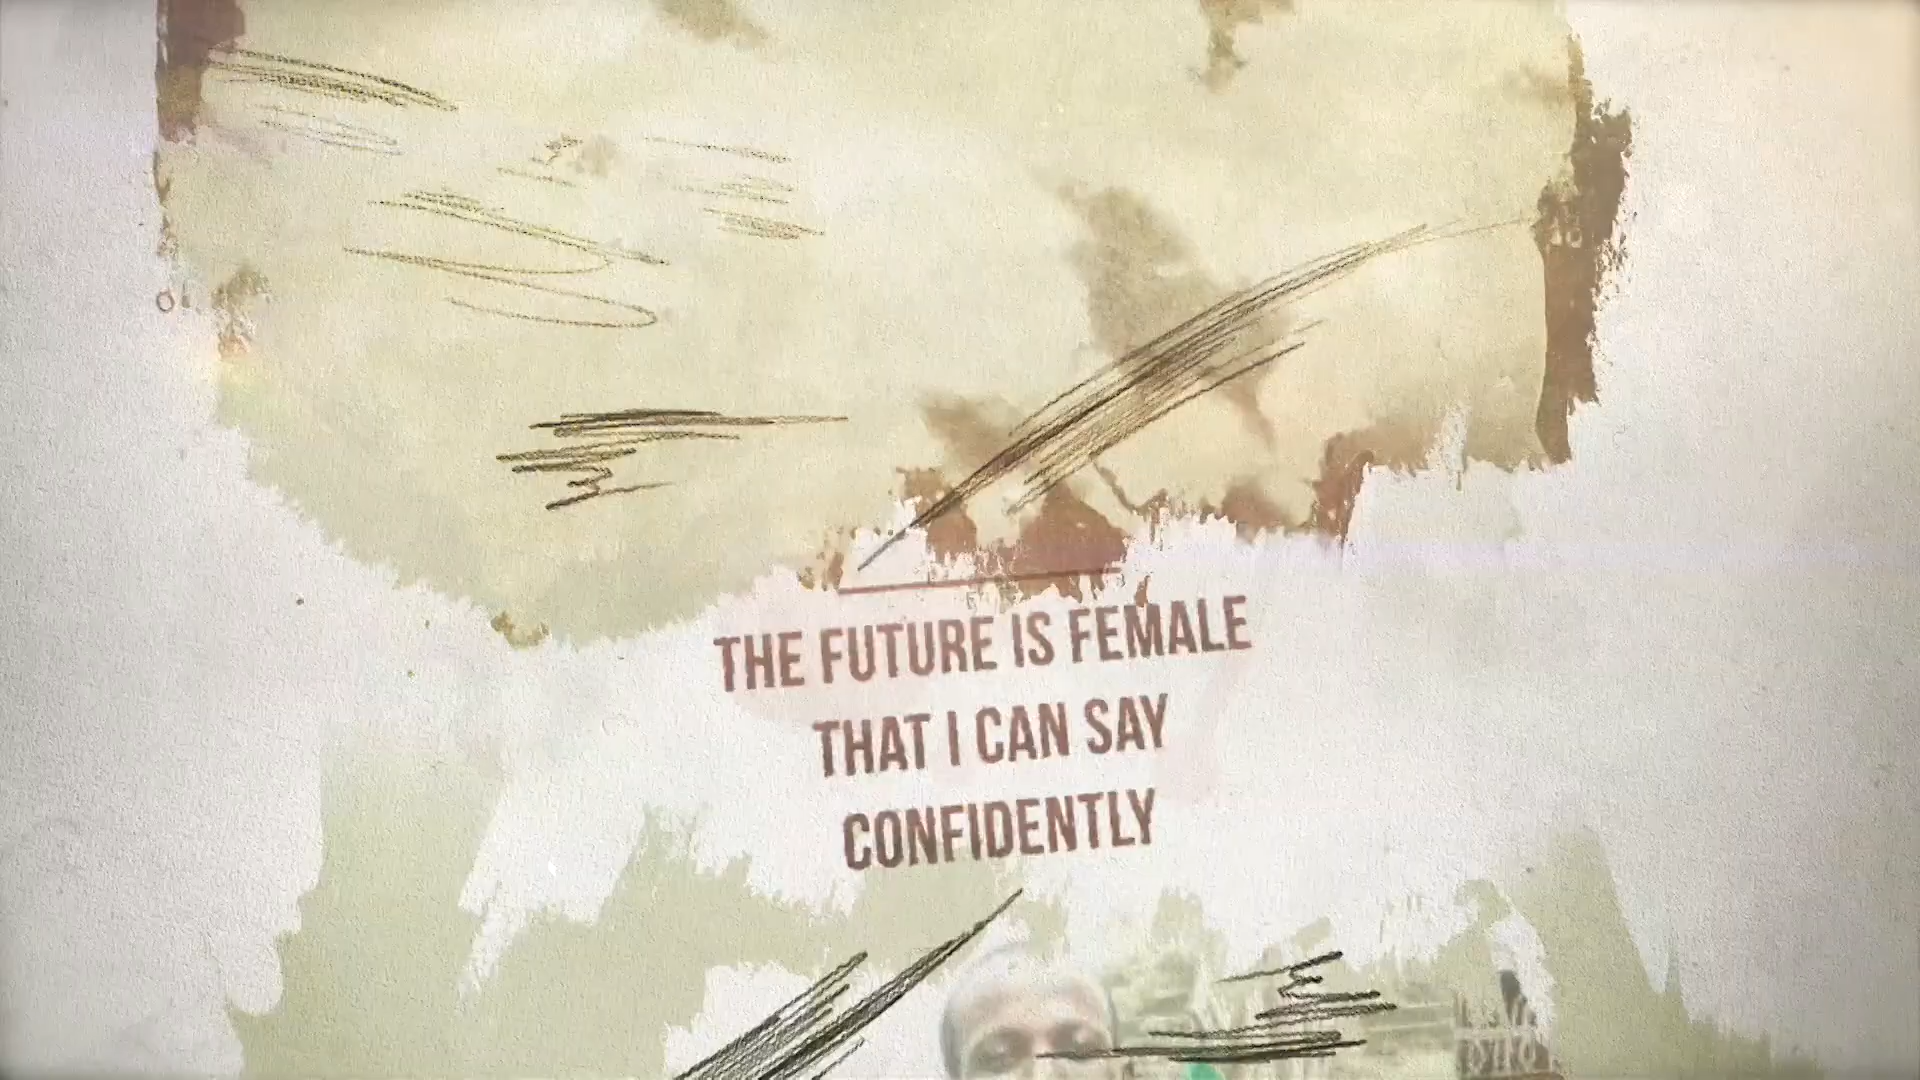 THE FUTURE IS FEMALE
THAT I CAN SAY
CONFIDENTLY